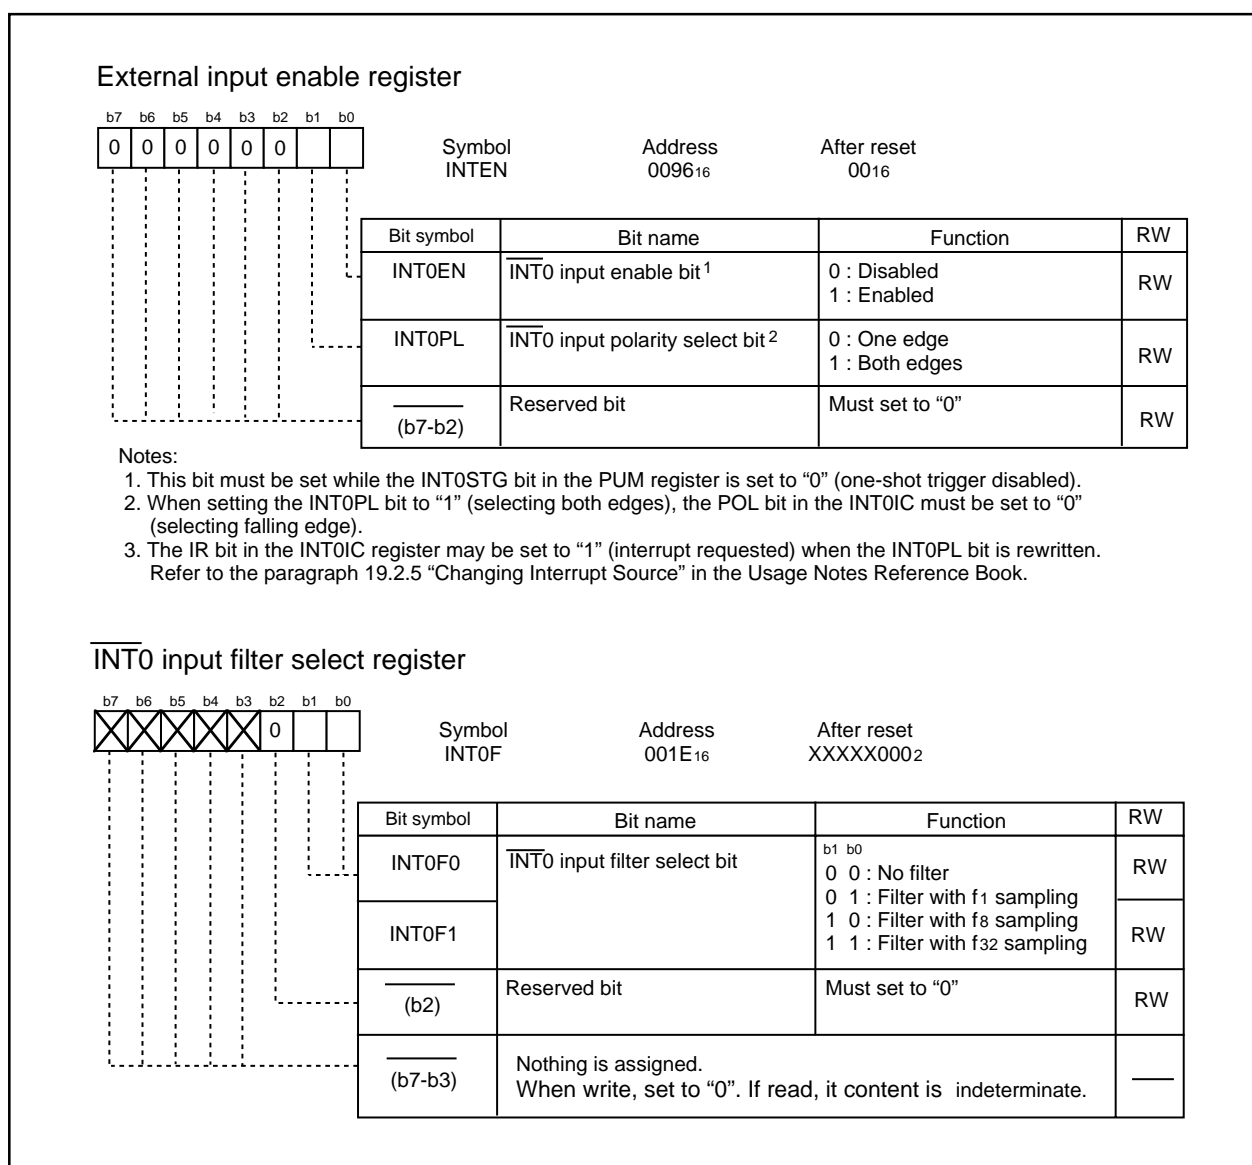 External input enable register
b7 b6 b5 b4 b3 b2 b1 b0
0 0 0 0 0 0
Symbol Address After reset
INTEN 009616 0016
Bit symbol Bit name Function RW
INT0EN INT0 input enable bit 1 0 : Disabled RW
1 : Enabled
INT0PL INT0 input polarity select bit 2 0 : One edge RW
1 : Both edges
(b7-b2) Reserved bit Must set to “0” RW
Notes:
1. This bit must be set while the INT0STG bit in the PUM register is set to “0” (one-shot trigger disabled).
2. When setting the INT0PL bit to “1” (selecting both edges), the POL bit in the INT0IC must be set to “0”
(selecting falling edge).
3. The IR bit in the INT0IC register may be set to “1” (interrupt requested) when the INT0PL bit is rewritten.
Refer to the paragraph 19.2.5 “Changing Interrupt Source” in the Usage Notes Reference Book.
INT0 input filter select register
b7 b6 b5 b4 b3 b2 b1 b0
0
Symbol Address After reset
INT0F 001E16 XXXXX0002
Bit symbol Bit name Function RW
INT0F0 INT0 input filter select bit b1 b0 RW
0 0 : No filter
0 1 : Filter with f1 sampling
INT0F1 1 0 : Filter with f8 sampling RW
1 1 : Filter with f32 sampling
(b2) Reserved bit Must set to “0” RW
(b7-b3) Nothing is assigned.
When write, set to “0”. If read, it content is indeterminate.